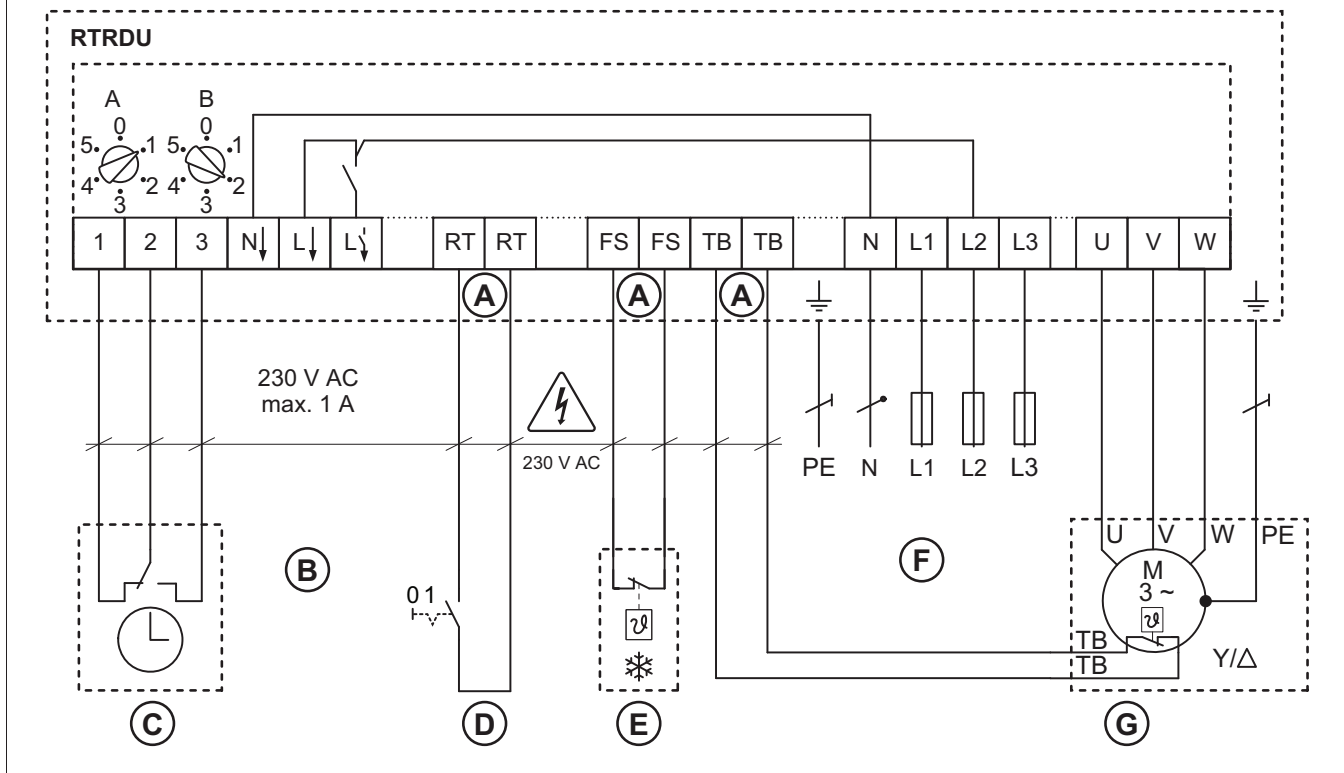 RTRDU
A B
0 0
5 1 5 1
4 2 4 2
3 3
1 2 3 N L L RT RT FS FS TB TB N L1 L2 L3 U V W
A A A
230 V AC
max. 1 A
230 V AC
PE N L1 L2 L3
U V W PE
B F
M
3 ~
0 1
ϑ ϑ
TB
TB
Y/△
C D E G